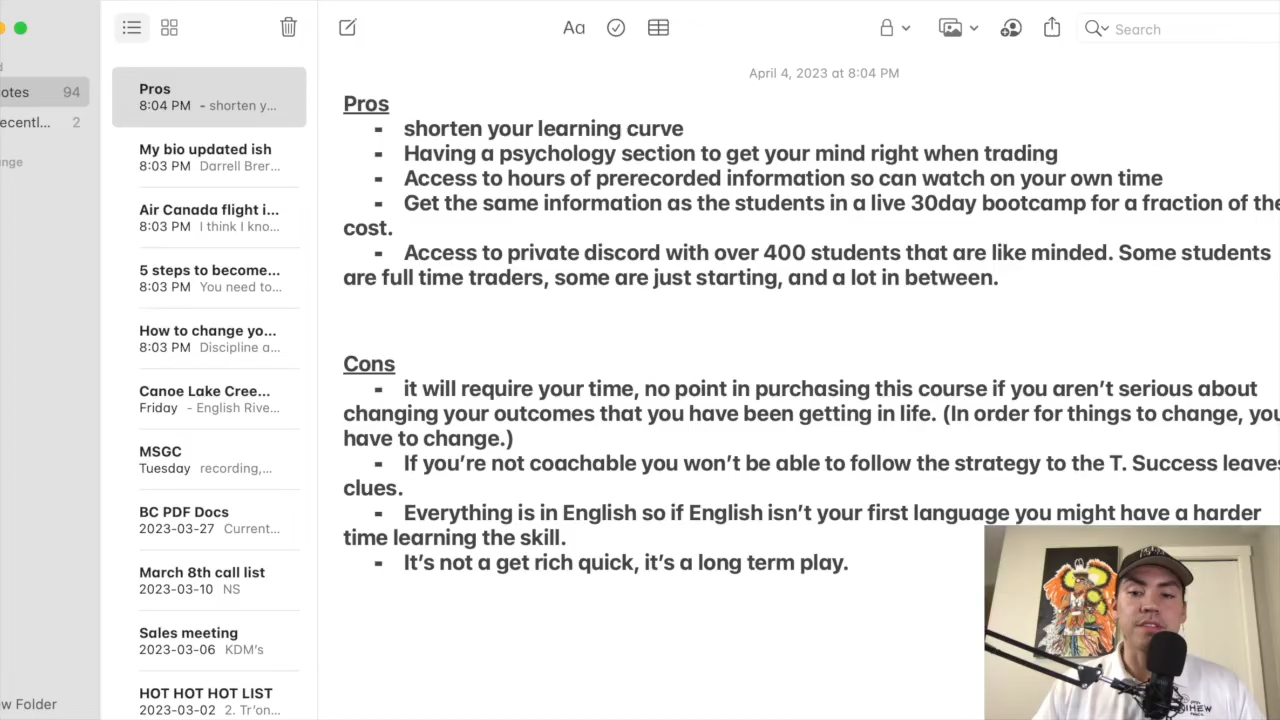 Search
April 4, 2023 at 8:04 PM
otes 94
ecentl... 2
nge
w Folder
Pros
8:04 PM - shorten y...
My bio updated ish
8:03 PM Darrell Brer...
Air Canada flight i...
8:03 PM I think I kno...
5 steps to become...
8:03 PM You need to...
How to change yo...
8:03 PM Discipline a...
Canoe Lake Cree...
Friday - English Rive...
MSGC
Tuesday recording,...
BC PDF Docs
2023-03-27 Current...
March 8th call list
2023-03-10 NS
Sales meeting
2023-03-06 KDM's
HOT HOT HOT LIST
2023-03-02 2. Tr'on...
Pros
- shorten your learning curve
- Having a psychology section to get your mind right when trading
- Access to hours of prerecorded information so can watch on your own time
- Get the same information as the students in a live 30day bootcamp for a fraction of the
cost.
- Access to private discord with over 400 students that are like minded. Some students
are full time traders, some are just starting, and a lot in between.
Cons
- it will require your time, no point in purchasing this course if you aren't serious about
changing your outcomes that you have been getting in life. (In order for things to change, you
have to change.)
- If you're not coachable you won't be able to follow the strategy to the T. Success leaves
clues.
- Everything is in English so if English isn't your first language you might have a harder
time learning the skill.
- It's not a get rich quick, it's a long term play.